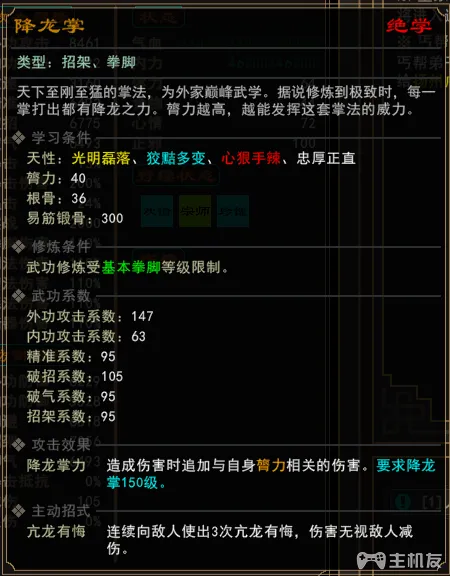 降龙掌 绝学
类型：招架、拳脚
天下至刚至猛的掌法，为外家巅峰武学。据说修炼到极致时，每一
掌打出都有降龙之力。膂力越高，越能发挥这套掌法的威力。
学习条件
天性：光明磊落、狡黠多变、心狠手辣、忠厚正直
膂力：40
根骨：36
易筋锻骨：300
修炼条件
武功修炼受基本拳脚等级限制。
武功系数
外功攻击系数：147
内功攻击系数：63
精准系数：95
破招系数：105
破气系数：95
招架系数：95
攻击效果
降龙掌力 造成伤害时追加与自身膂力相关的伤害。要求降龙
掌150级。
主动招式
亢龙有悔 连续向敌人使出3次亢龙有悔，伤害无视敌人减
伤。
主机友